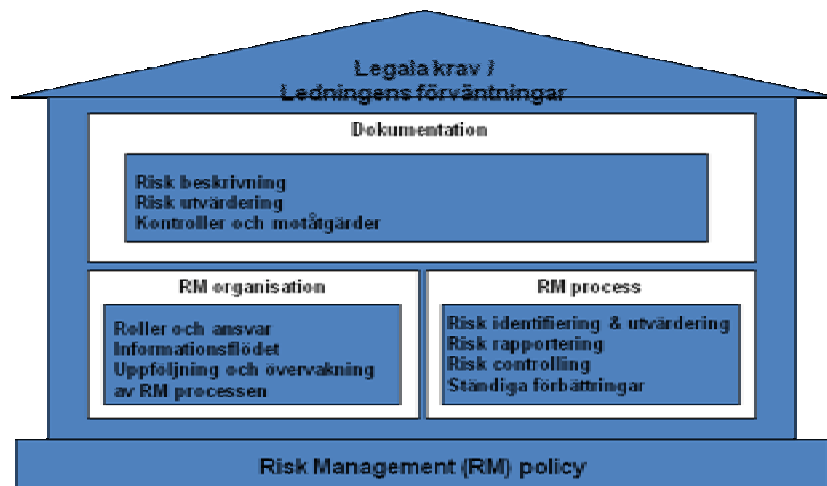 Legala krav /
Ledningens förväntningar
Dokumentation
Risk beskrivning
Risk utvärdering
Kontroller och motåtgärder
RM organisation
Roller och ansvar
Informationsflödet
Uppföljning och övervakning
av RM processen
RM process
Risk identifiering & utvärdering
Risk rapportering
Risk controlling
Ständiga förbättringar
Risk Management (RM) policy